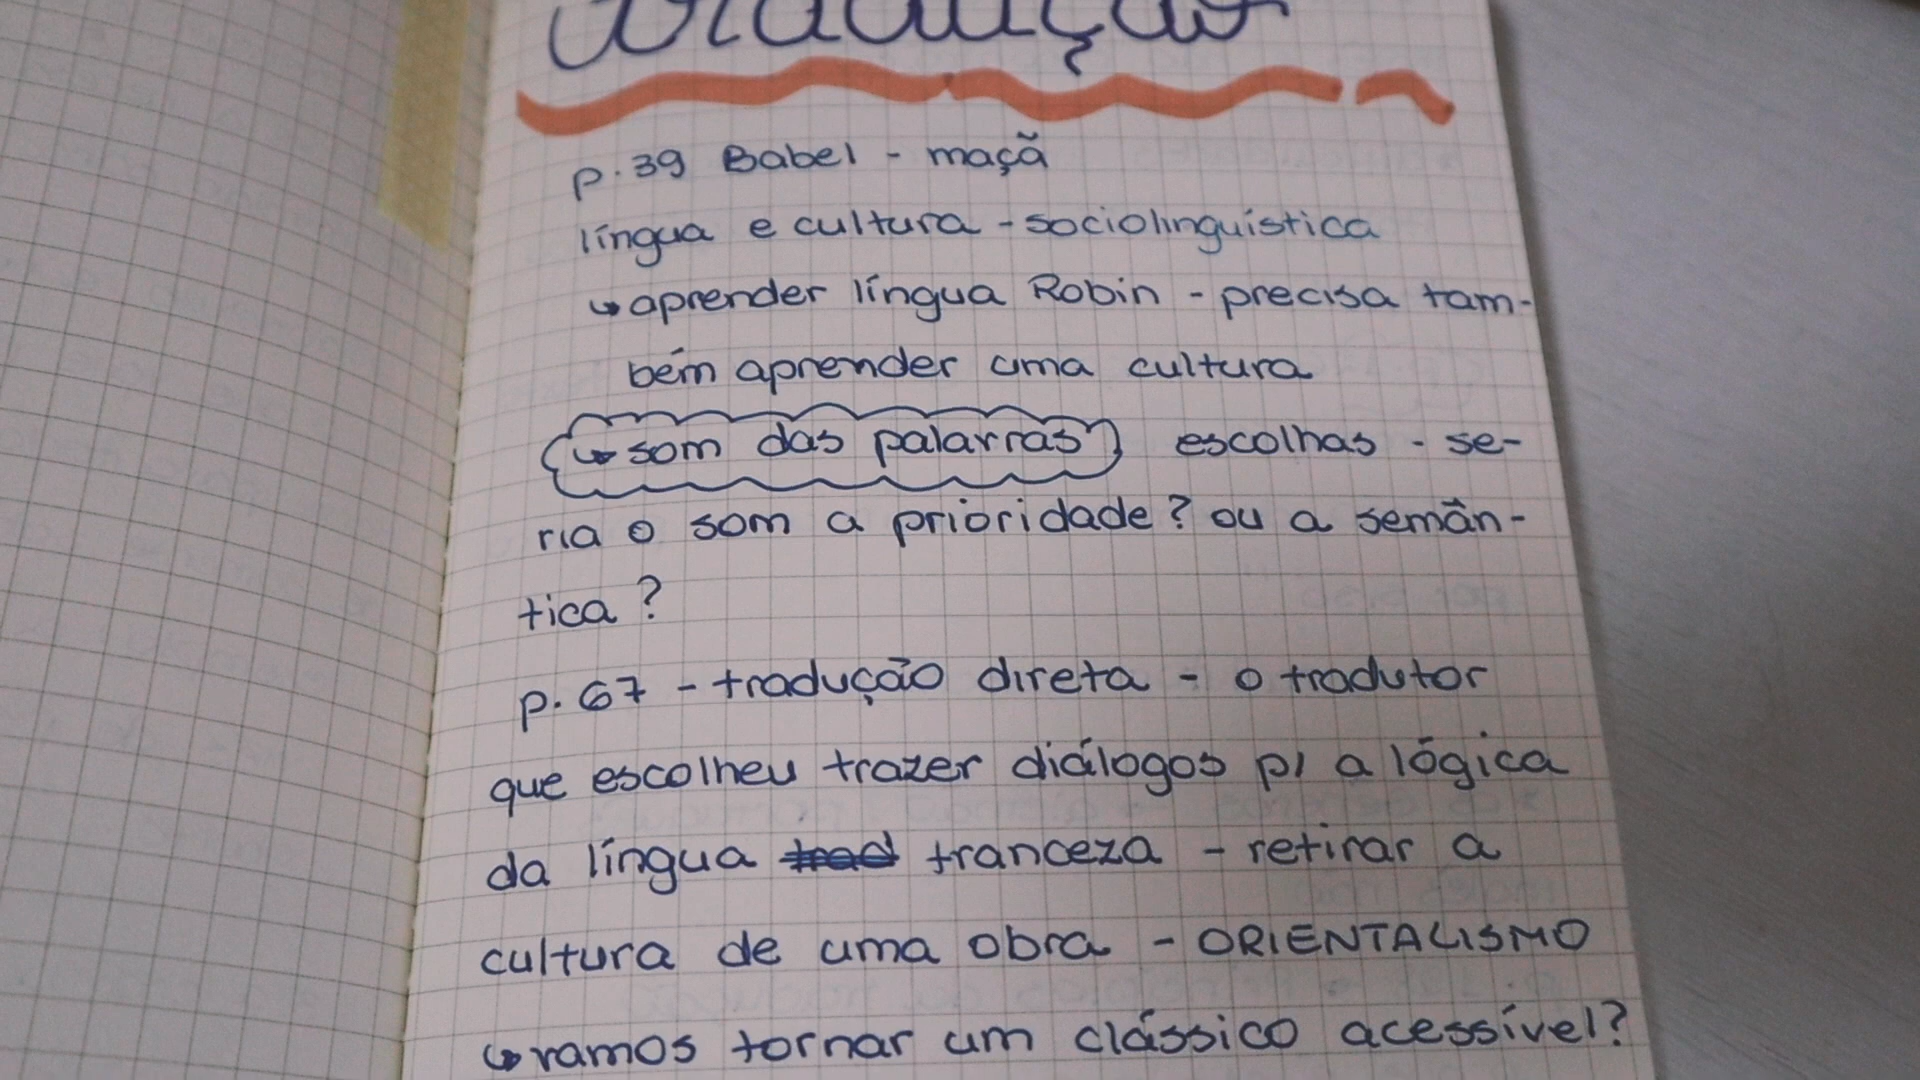 tradução
p. 39 Babel - maçã
língua e cultura - sociolinguística
↳ aprender língua Robin - precisa tam-
bém aprender uma cultura
↳ som das palavras escolhas - se-
ria o som a prioridade? ou a semân-
tica?
p. 67 - tradução direta - o tradutor
que escolheu trazer diálogos p/ a lógica
da língua franceza - retirar a
cultura de uma obra - ORIENTALISMO
↳ vamos tornar um clássico acessível?